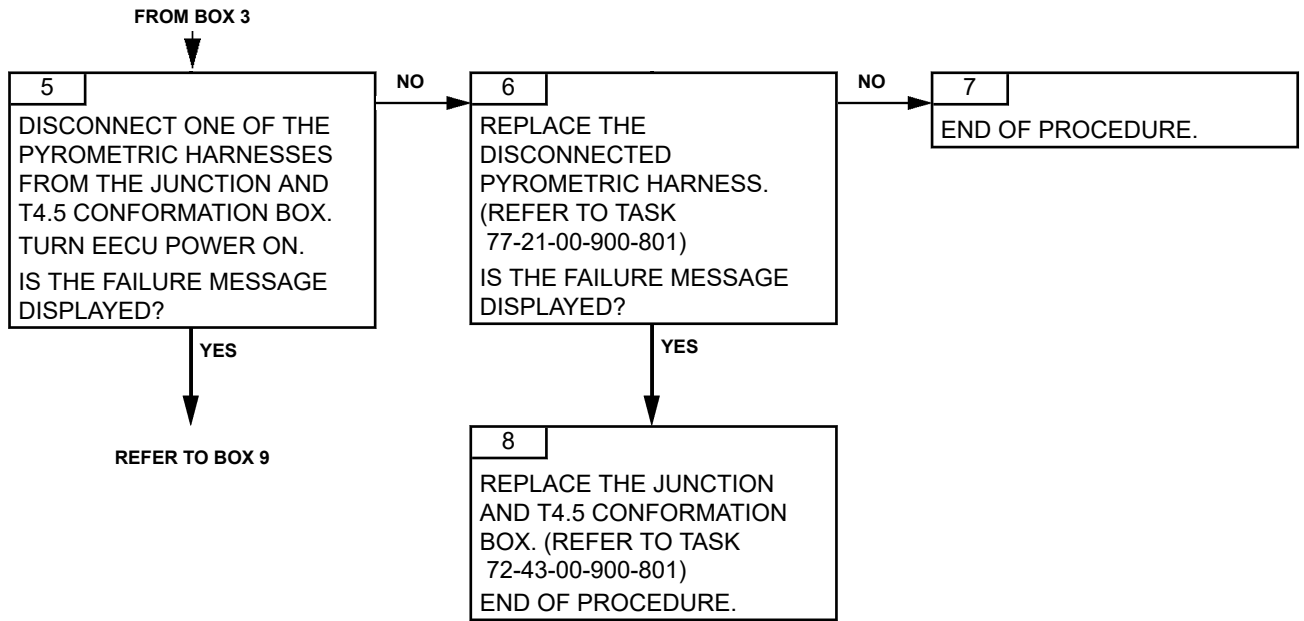 FROM BOX 3
5
DISCONNECT ONE OF THE
PYROMETRIC HARNESSES
FROM THE JUNCTION AND
T4.5 CONFORMATION BOX.
TURN EECU POWER ON.
IS THE FAILURE MESSAGE
DISPLAYED?
NO
YES
REFER TO BOX 9
6
REPLACE THE
DISCONNECTED
PYROMETRIC HARNESS.
(REFER TO TASK
77-21-00-900-801)
IS THE FAILURE MESSAGE
DISPLAYED?
NO
YES
7
END OF PROCEDURE.
8
REPLACE THE JUNCTION
AND T4.5 CONFORMATION
BOX. (REFER TO TASK
72-43-00-900-801)
END OF PROCEDURE.